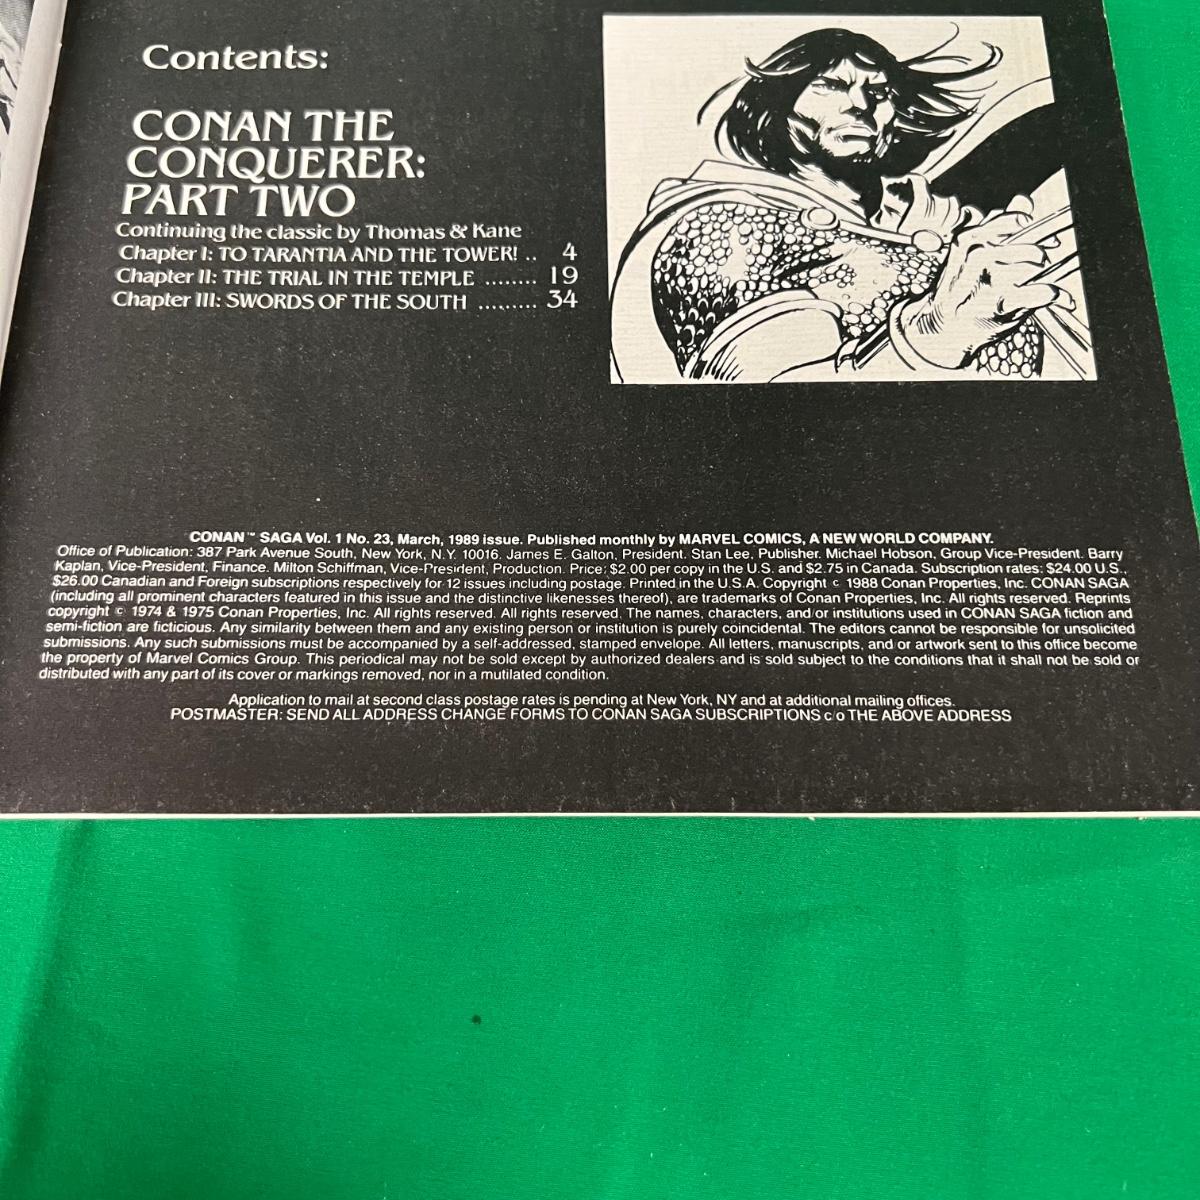 Contents:
CONAN THE
CONQUERER:
PART TWO
Continuing the classic by Thomas & Kane
Chapter I: TO TARANTIA AND THE TOWER! .. 4
Chapter II: THE TRIAL IN THE TEMPLE ........ 19
Chapter III: SWORDS OF THE SOUTH ......... 34
CONAN™ SAGA Vol. 1 No. 23, March, 1989 issue. Published monthly by MARVEL COMICS, A NEW WORLD COMPANY.
Office of Publication: 387 Park Avenue South, New York, N.Y. 10016. James E. Galton, President. Stan Lee, Publisher. Michael Hobson, Group Vice-President. Barry
Kaplan, Vice-President, Finance. Milton Schiffman, Vice-President, Production. Price: $2.00 per copy in the U.S. and $2.75 in Canada. Subscription rates: $24.00 U.S.,
$26.00 Canadian and Foreign subscriptions respectively for 12 issues including postage. Printed in the U.S.A. Copyright © 1988 Conan Properties, Inc. CONAN SAGA
(including all prominent characters featured in this issue and the distinctive likenesses thereof), are trademarks of Conan Properties, Inc. All rights reserved. Reprints
copyright © 1974 & 1975 Conan Properties, Inc. All rights reserved. All rights reserved. The names, characters, and/or institutions used in CONAN SAGA fiction and
semi-fiction are ficticious. Any similarity between them and any existing person or institution is purely coincidental. The editors cannot be responsible for unsolicited
submissions. Any such submissions must be accompanied by a self-addressed, stamped envelope. All letters, manuscripts, and or artwork sent to this office become
the property of Marvel Comics Group. This periodical may not be sold except by authorized dealers and is sold subject to the conditions that it shall not be sold or
distributed with any part of its cover or markings removed, nor in a mutilated condition.
Application to mail at second class postage rates is pending at New York, NY and at additional mailing offices.
POSTMASTER: SEND ALL ADDRESS CHANGE FORMS TO CONAN SAGA SUBSCRIPTIONS c/o THE ABOVE ADDRESS